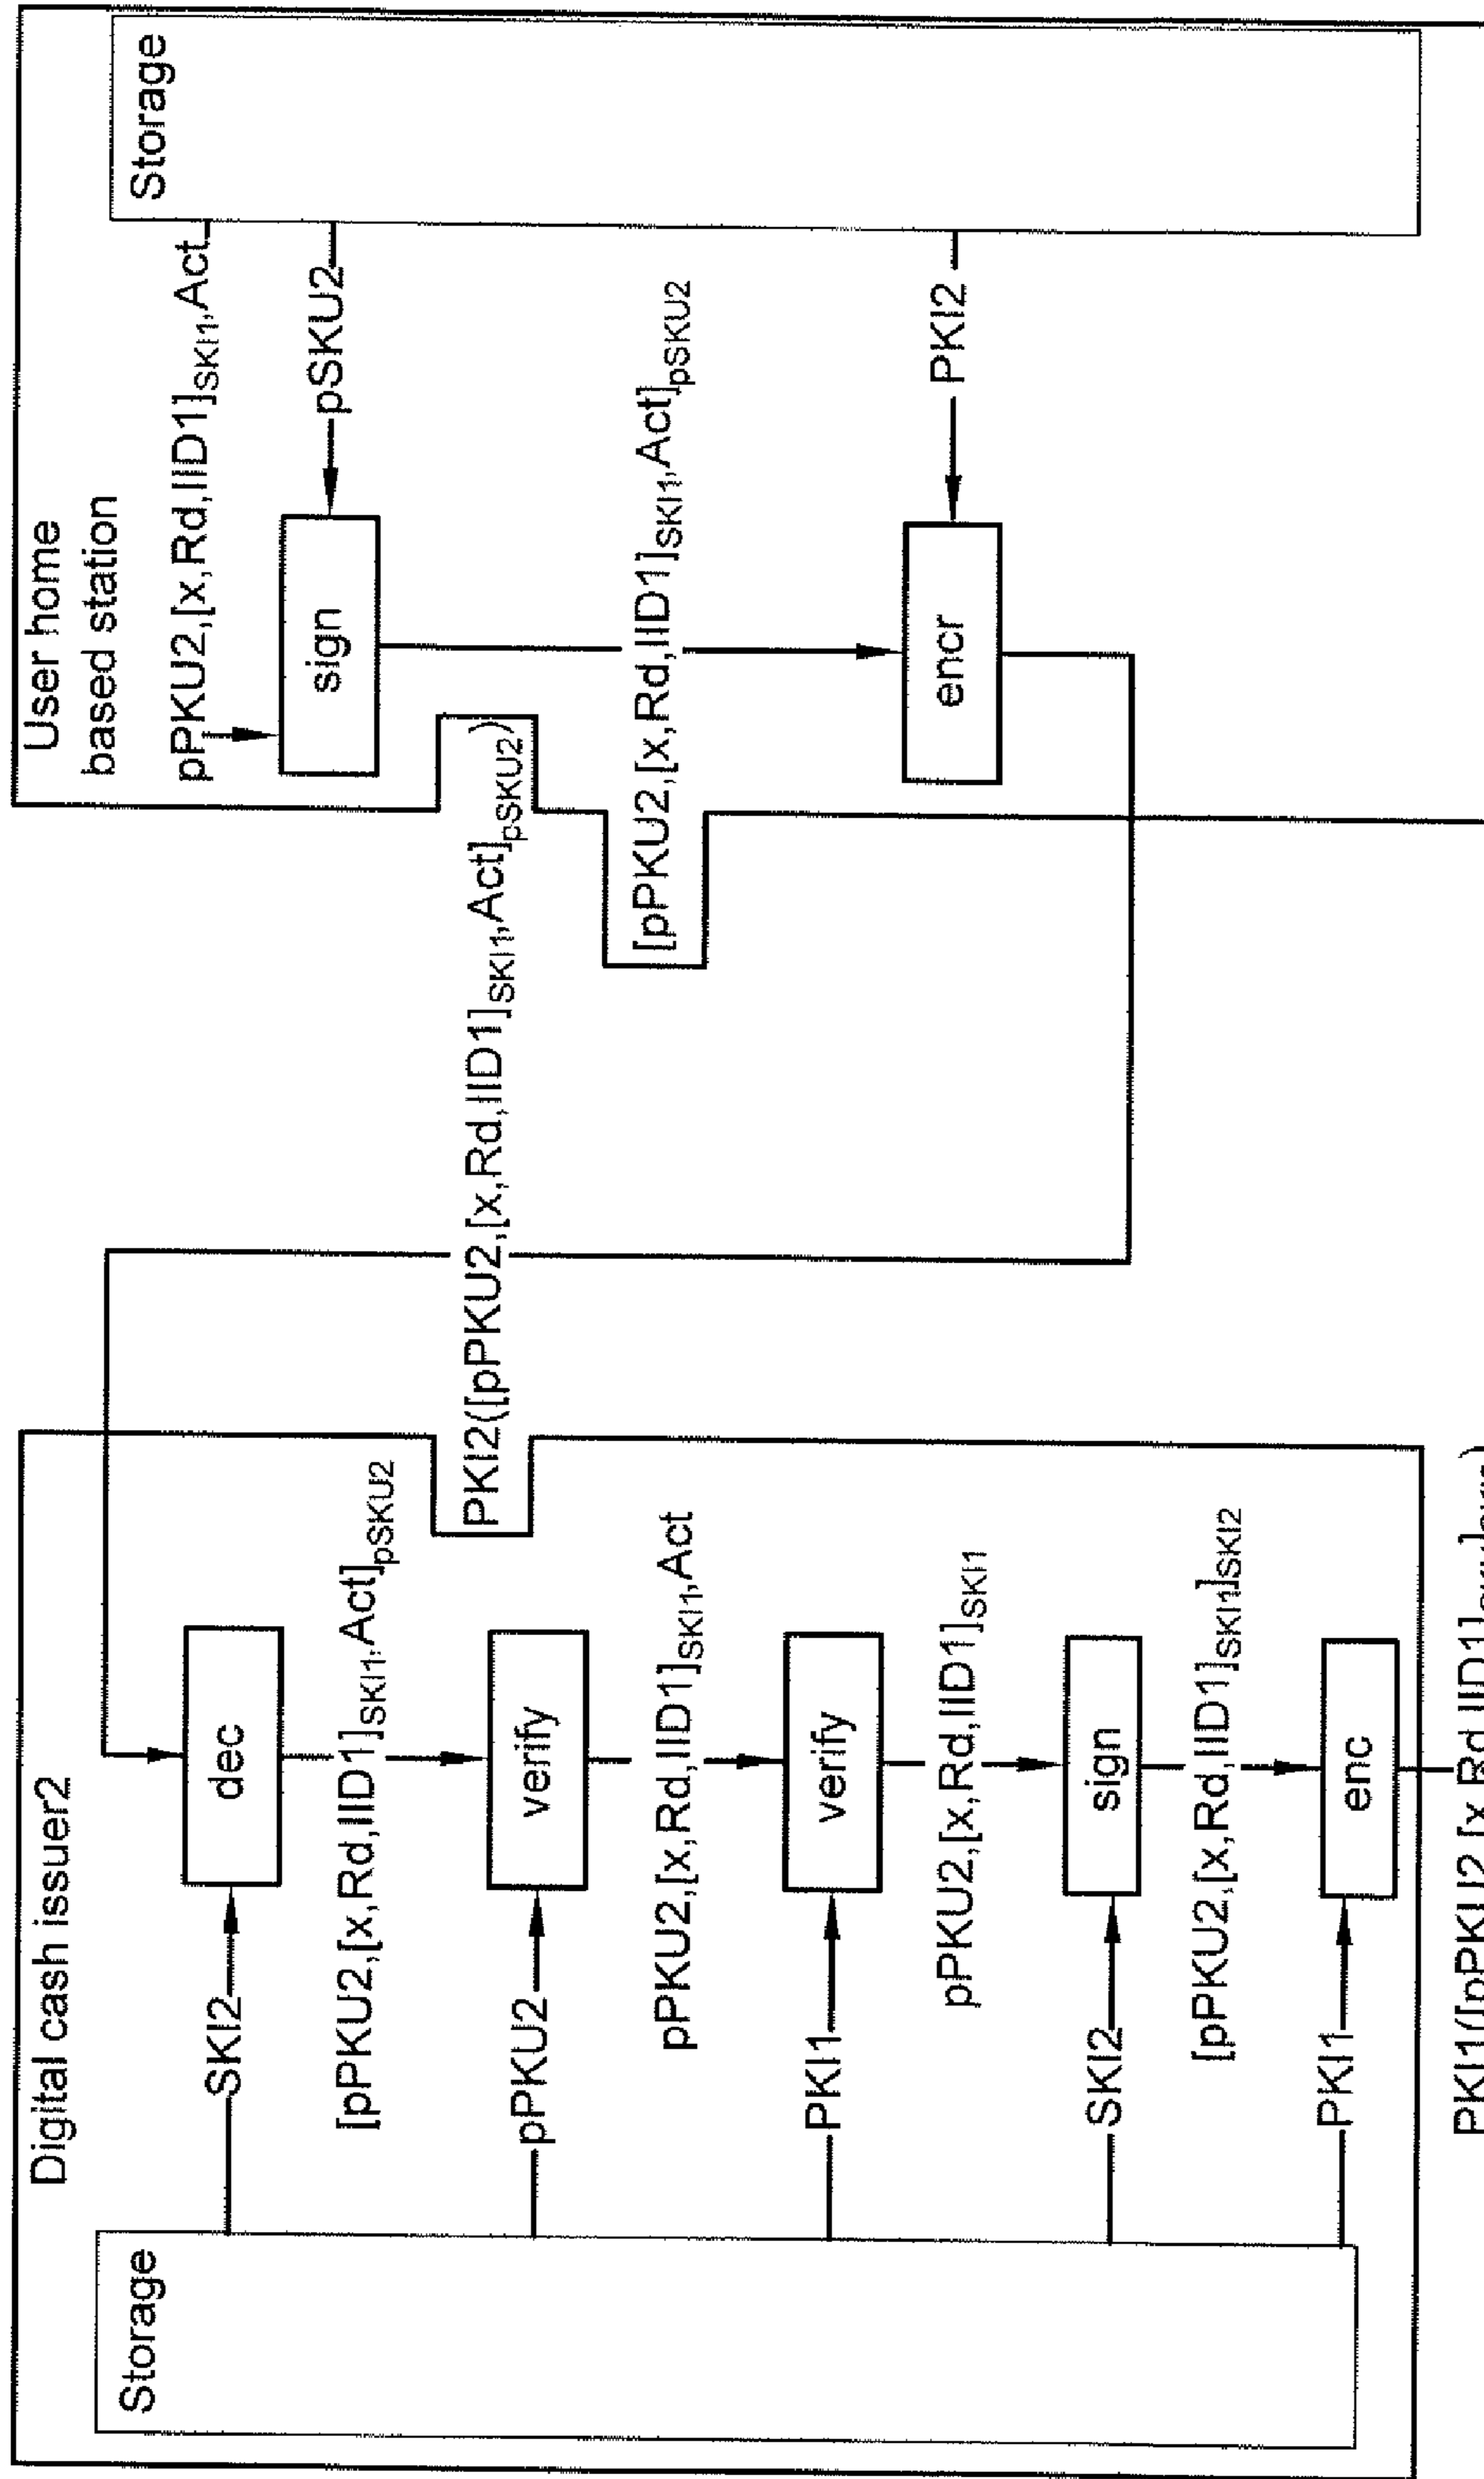 Digital cash issuer2
Storage
SKI2
dec
[pPKU2,[x,Rd,IID1]SKI1,Act]pSKU2
pPKU2
verify
pPKU2,[x,Rd,IID1]SKI1,Act
PKI1
verify
pPKU2,[x,Rd,IID1]SKI1
SKI2
sign
[pPKU2,[x,Rd,IID1]SKI1]SKI2
PKI1
enc
PKI1([pPKU2,[x,Rd,IID1]
PKI2([pPKU2,[x,Rd,IID1]SKI1,Act]pSKU2)
User home
based station
Storage
pPKU2,[x,Rd,IID1]SKI1,Act
sign
pSKU2
[pPKU2,[x,Rd,IID1]SKI1,Act]pSKU2
encr
PKI2